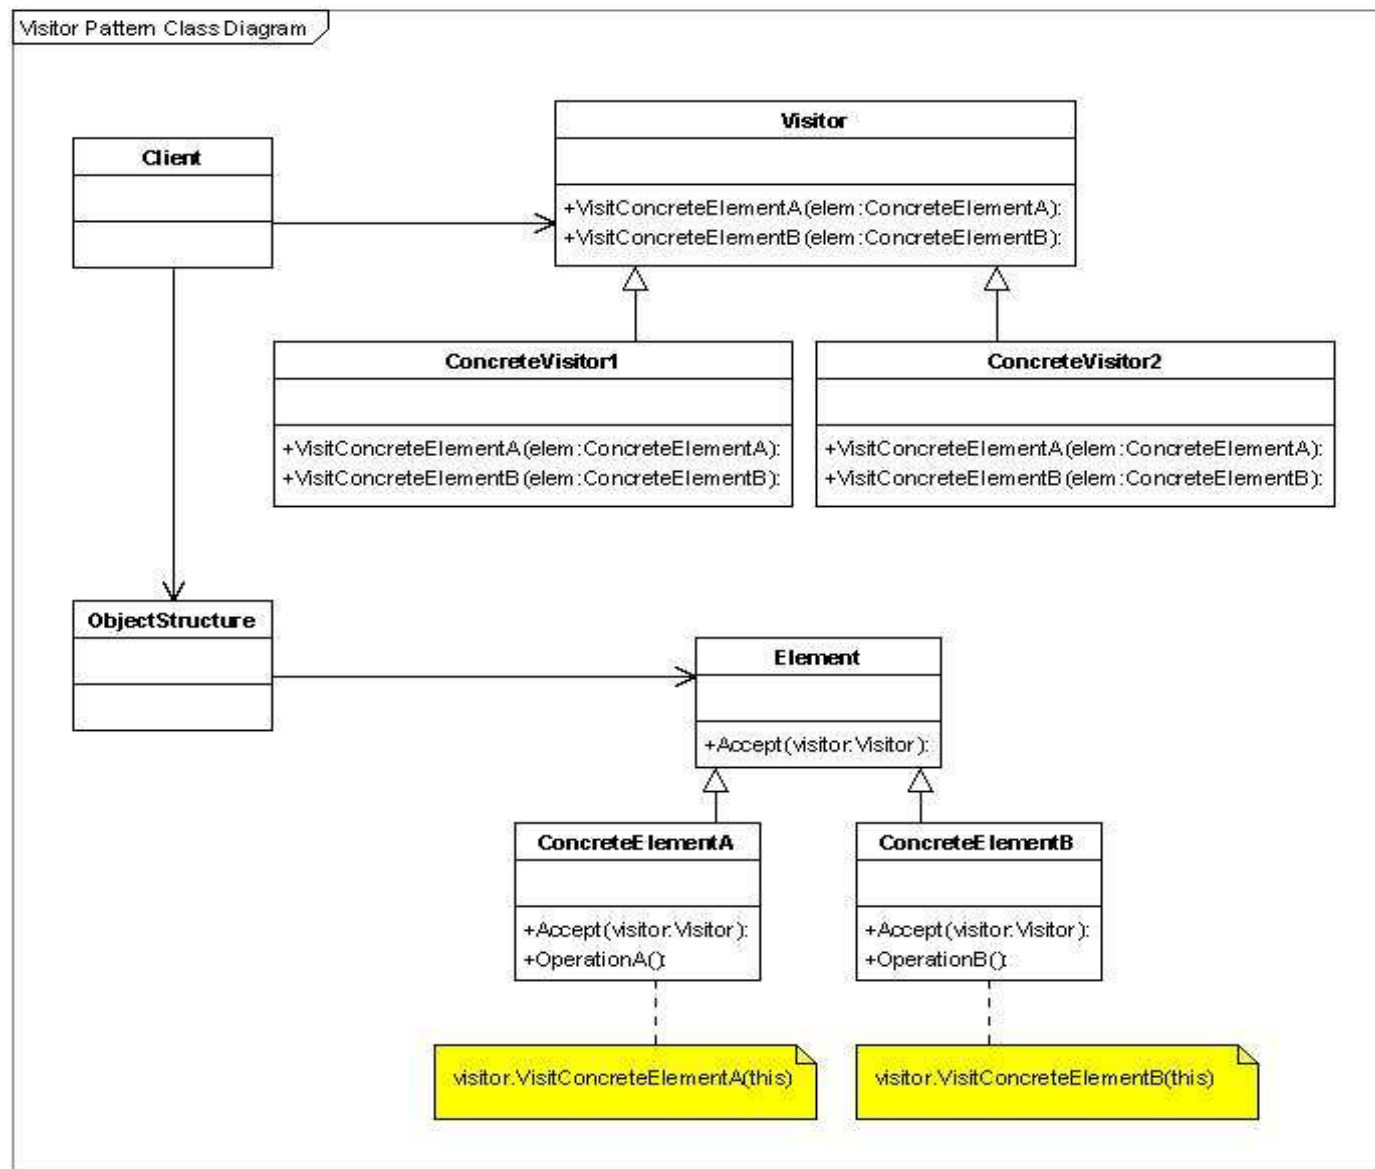 Visitor Pattern Class Diagram
Visitor
Client
+VisitConcreteElementA(elem:ConcreteElementA):
+VisitConcreteElementB(elem:ConcreteElementB):
ConcreteVisitor1
ConcreteVisitor2
+VisitConcreteElementA(elem:ConcreteElementA):
+VisitConcreteElementB(elem:ConcreteElementB):
+VisitConcreteElementA(elem:ConcreteElementA):
+VisitConcreteElementB(elem:ConcreteElementB):
ObjectStructure
Element
+Accept(visitor:Visitor):
ConcreteElementA
ConcreteElementB
+Accept(visitor:Visitor):
+OperationA():
+Accept(visitor:Visitor):
+OperationB():
visitor.VisitConcreteElementA(this)
visitor.VisitConcreteElementB(this)